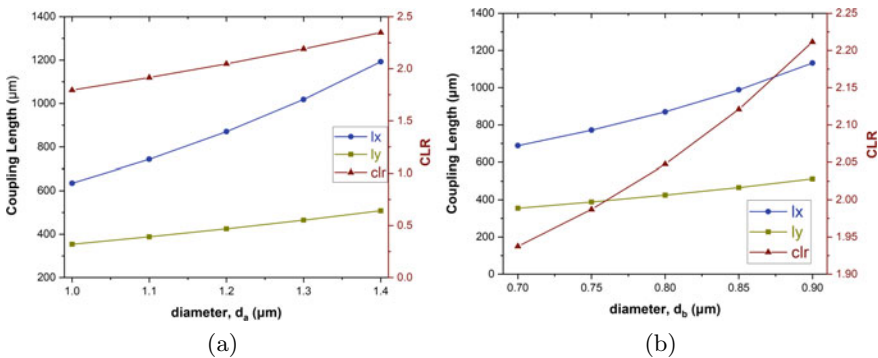 1400
1200
1000
800
600
400
200
Coupling Length (μm)
1.0
1.1
1.2
1.3
1.4
diameter, dₐ (μm)
2.5
2.0
1.5
1.0
0.5
0.0
CLR
lx
ly
clr
(a)
1400
1200
1000
800
600
400
200
0
Coupling Length (μm)
0.70
0.75
0.80
0.85
0.90
diameter, d_b (μm)
2.25
2.20
2.15
2.10
2.05
2.00
1.95
1.90
CLR
lx
ly
clr
(b)